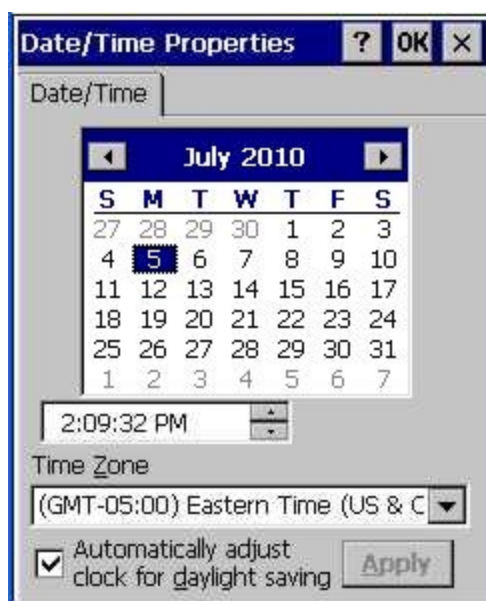 Date/Time Properties ? OK ×
Date/Time
July 2010
S M T W T F S
27 28 29 30 1 2 3
4 5 6 7 8 9 10
11 12 13 14 15 16 17
18 19 20 21 22 23 24
25 26 27 28 29 30 31
1 2 3 4 5 6 7
2:09:32 PM
Time Zone
(GMT-05:00) Eastern Time (US & C
Automatically adjust
clock for daylight saving
Apply